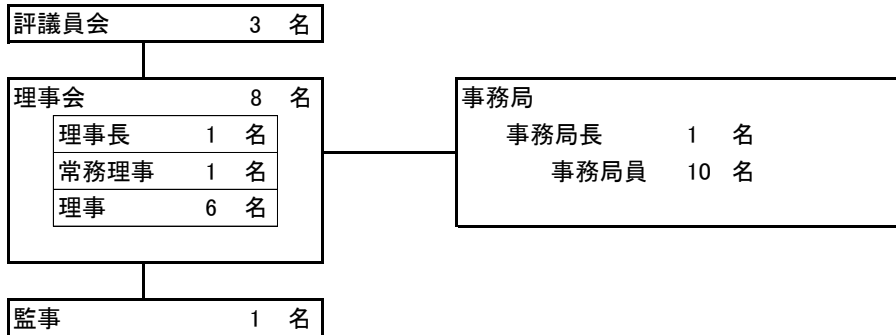 評議員会 3 名
理事会 8 名
理事長 1 名
常務理事 1 名
理事 6 名
事務局
事務局長 1 名
事務局員 10 名
監事 1 名